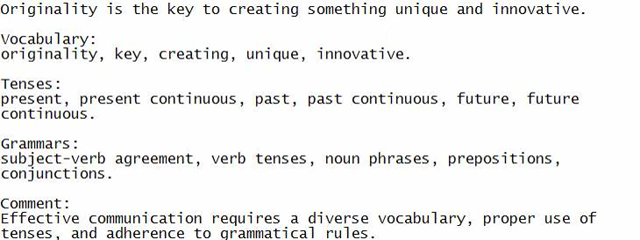 Originality is the key to creating something unique and innovative.
Vocabulary:
originality, key, creating, unique, innovative.
Tenses:
present, present continuous, past, past continuous, future, future
continuous.
Grammars:
subject-verb agreement, verb tenses, noun phrases, prepositions,
conjunctions.
Comment:
Effective communication requires a diverse vocabulary, proper use of
tenses, and adherence to grammatical rules.